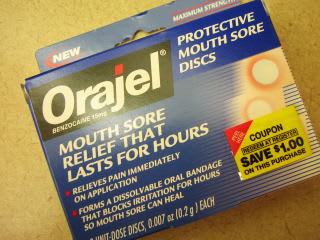 NEW
MAXIMUM STRENGTH
Orajel®
BENZOCAINE 15mg
PROTECTIVE
MOUTH SORE
DISCS
MOUTH SORE
RELIEF THAT
LASTS FOR HOURS
• RELIEVES PAIN IMMEDIATELY
ON APPLICATION
• FORMS A DISSOLVABLE ORAL BANDAGE
THAT BLOCKS IRRITATION FOR HOURS
SO MOUTH SORE CAN HEAL
COUPON
REDEEM AT REGISTER
SAVE $1.00
ON THIS PURCHASE
UNIT-DOSE DISCS, 0.007 oz (0.2 g) EACH